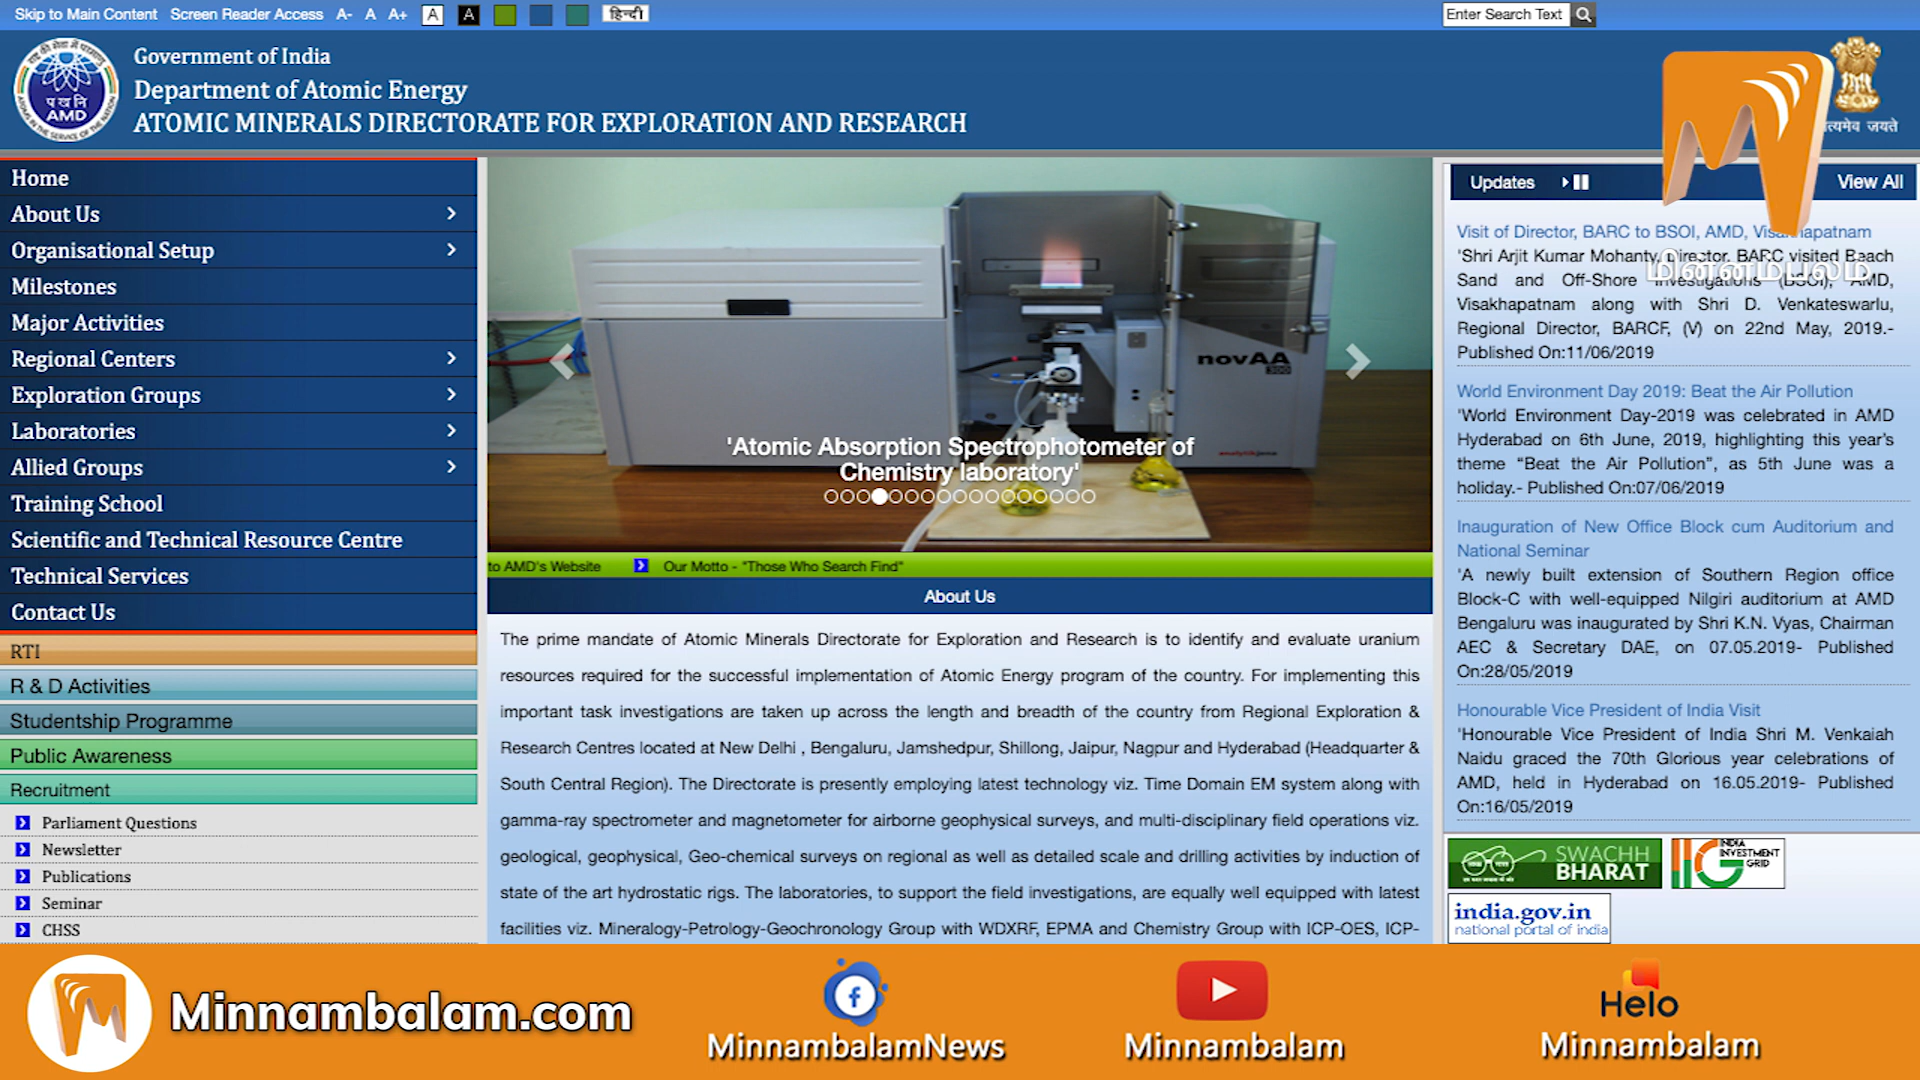 Skip to Main Content Screen Reader Access A- A A+ A A हिन्दी
Enter Search Text
Government of India
Department of Atomic Energy
ATOMIC MINERALS DIRECTORATE FOR EXPLORATION AND RESEARCH
प ख नि
AMD
जयते
Home
About Us
Organisational Setup
Milestones
Major Activities
Regional Centers
Exploration Groups
Laboratories
Allied Groups
Training School
Scientific and Technical Resource Centre
Technical Services
Contact Us
RTI
R & D Activities
Studentship Programme
Public Awareness
Recruitment
Parliament Questions
Newsletter
Publications
Seminar
CHSS
novAA
300
analytikjena
'Atomic Absorption Spectrophotometer of
Chemistry laboratory'
to AMD's Website Our Motto - "Those Who Search Find"
About Us
The prime mandate of Atomic Minerals Directorate for Exploration and Research is to identify and evaluate uranium
resources required for the successful implementation of Atomic Energy program of the country. For implementing this
important task investigations are taken up across the length and breadth of the country from Regional Exploration &
Research Centres located at New Delhi , Bengaluru, Jamshedpur, Shillong, Jaipur, Nagpur and Hyderabad (Headquarter &
South Central Region). The Directorate is presently employing latest technology viz. Time Domain EM system along with
gamma-ray spectrometer and magnetometer for airborne geophysical surveys, and multi-disciplinary field operations viz.
geological, geophysical, Geo-chemical surveys on regional as well as detailed scale and drilling activities by induction of
state of the art hydrostatic rigs. The laboratories, to support the field investigations, are equally well equipped with latest
facilities viz. Mineralogy-Petrology-Geochronology Group with WDXRF, EPMA and Chemistry Group with ICP-OES, ICP-
Updates View All
Visit of Director, BARC to BSOI, AMD, Visakhapatnam
'Shri Arjit Kumar Mohanty, Director, BARC visited Beach
Sand and Off-Shore Investigations (BSOI), AMD,
மின்னம்பலம்
Visakhapatnam along with Shri D. Venkateswarlu,
Regional Director, BARCF, (V) on 22nd May, 2019.-
Published On:11/06/2019
World Environment Day 2019: Beat the Air Pollution
'World Environment Day-2019 was celebrated in AMD
Hyderabad on 6th June, 2019, highlighting this year's
theme “Beat the Air Pollution”, as 5th June was a
holiday.- Published On:07/06/2019
Inauguration of New Office Block cum Auditorium and
National Seminar
'A newly built extension of Southern Region office
Block-C with well-equipped Nilgiri auditorium at AMD
Bengaluru was inaugurated by Shri K.N. Vyas, Chairman
AEC & Secretary DAE, on 07.05.2019- Published
On:28/05/2019
Honourable Vice President of India Visit
'Honourable Vice President of India Shri M. Venkaiah
Naidu graced the 70th Glorious year celebrations of
AMD, held in Hyderabad on 16.05.2019- Published
On:16/05/2019
SWACHH
BHARAT
INDIA
INVESTMENT
GRID
india.gov.in
national portal of india
Minnambalam.com
MinnambalamNews
Minnambalam
Helo
Minnambalam